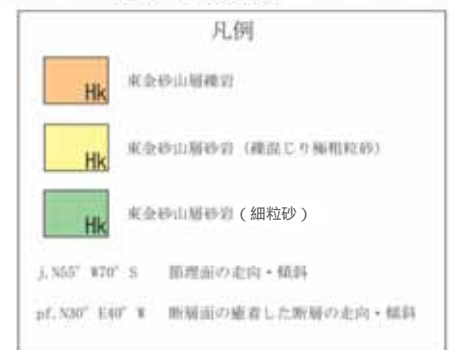 凡例
Hk 東金砂山層礫岩
Hk 東金砂山層砂岩（礫混じり極粗粒砂）
Hk 東金砂山層砂岩（細粒砂）
j, N55° W70° S 節理面の走向・傾斜
pf, N30° E40° W 断層面の癒着した断層の走向・傾斜